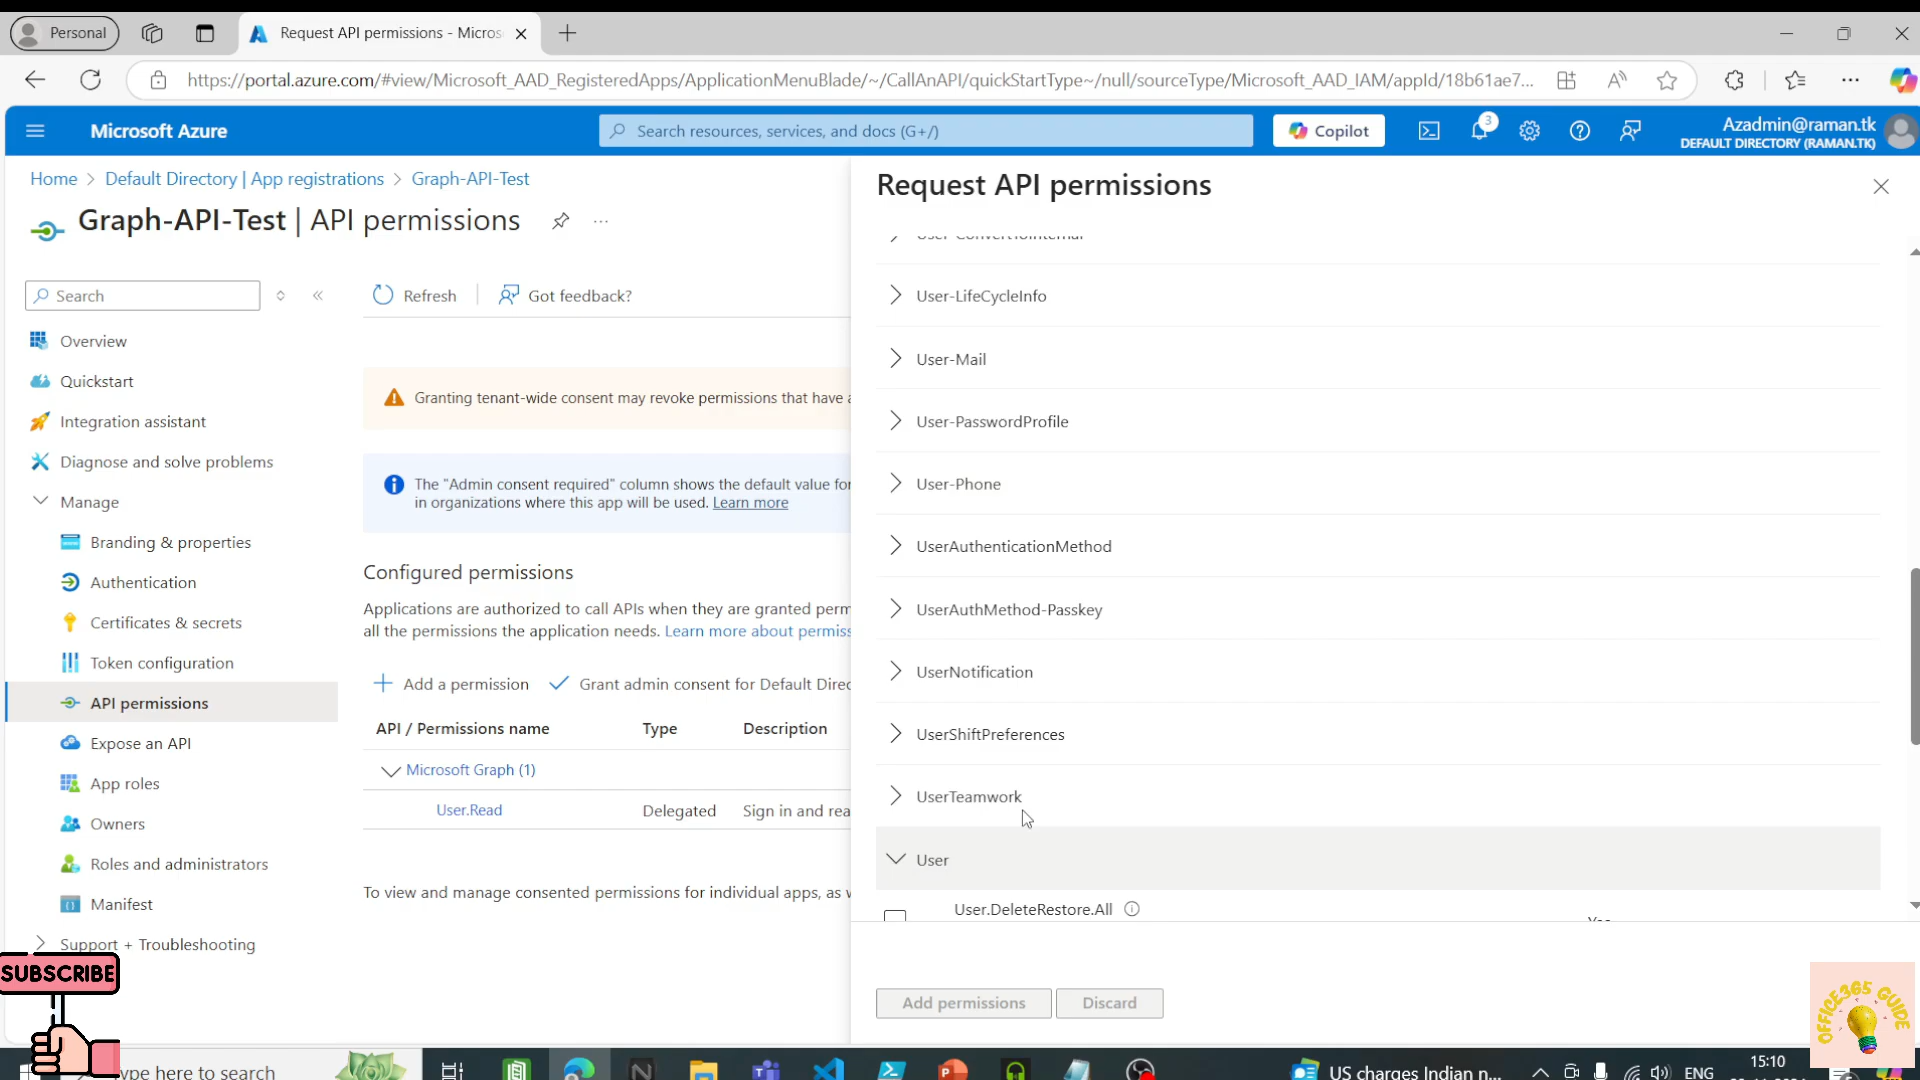 Personal
Request API permissions - Micros
https://portal.azure.com/#view/Microsoft_AAD_RegisteredApps/ApplicationMenuBlade/~/CallAnAPI/quickStartType~/null/sourceType/Microsoft_AAD_IAM/appId/18b61ae7...
Microsoft Azure
Search resources, services, and docs (G+/)
Copilot
3
Azadmin@raman.tk
DEFAULT DIRECTORY (RAMAN.TK)
Home > Default Directory | App registrations > Graph-API-Test
Graph-API-Test | API permissions
Search
Overview
Quickstart
Integration assistant
Diagnose and solve problems
Manage
Branding & properties
Authentication
Certificates & secrets
Token configuration
API permissions
Expose an API
App roles
Owners
Roles and administrators
Manifest
Support + Troubleshooting
Refresh
Got feedback?
Granting tenant-wide consent may revoke permissions that have a
The "Admin consent required" column shows the default value for
in organizations where this app will be used. Learn more
Configured permissions
Applications are authorized to call APIs when they are granted perm
all the permissions the application needs. Learn more about permiss
Add a permission
Grant admin consent for Default Direc
API / Permissions name
Type
Description
Microsoft Graph (1)
User.Read
Delegated
Sign in and rea
To view and manage consented permissions for individual apps, as w
Request API permissions
User-ConvertToInternal
User-LifeCycleInfo
User-Mail
User-PasswordProfile
User-Phone
UserAuthenticationMethod
UserAuthMethod-Passkey
UserNotification
UserShiftPreferences
UserTeamwork
User
User.DeleteRestore.All
Yes
Add permissions
Discard
SUBSCRIBE
OFFICE365 GUIDE
ype here to search
US charges Indian n...
ENG
15:10